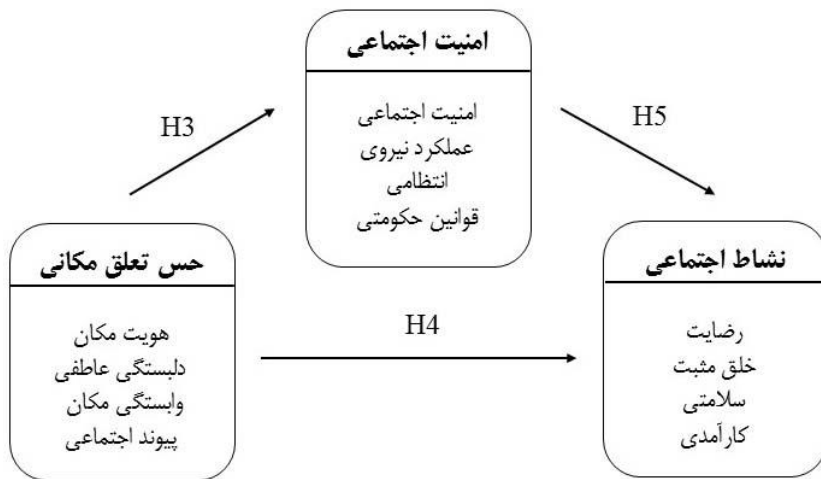 امنیت اجتماعی
امنیت اجتماعی
عملکرد نیروی
انتظامی
قوانین حکومتی
H3
H5
حس تعلق مکانی
هویت مکان
دلبستگی عاطفی
وابستگی مکان
پیوند اجتماعی
H4
نشاط اجتماعی
رضایت
خلق مثبت
سلامتی
کارآمدی